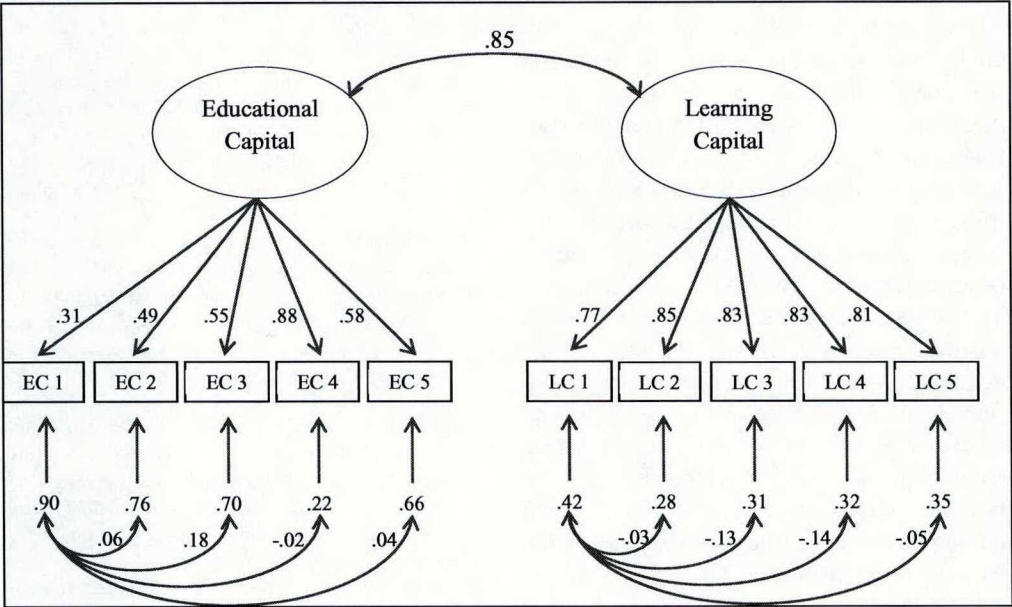 .85
Educational
Capital
Learning
Capital
.31 .49 .55 .88 .58
.77 .85 .83 .83 .81
EC 1 EC 2 EC 3 EC 4 EC 5
LC 1 LC 2 LC 3 LC 4 LC 5
.90 .76 .70 .22 .66
.42 .28 .31 .32 .35
.06 .18 -.02 .04
-.03 -.13 -.14 -.05